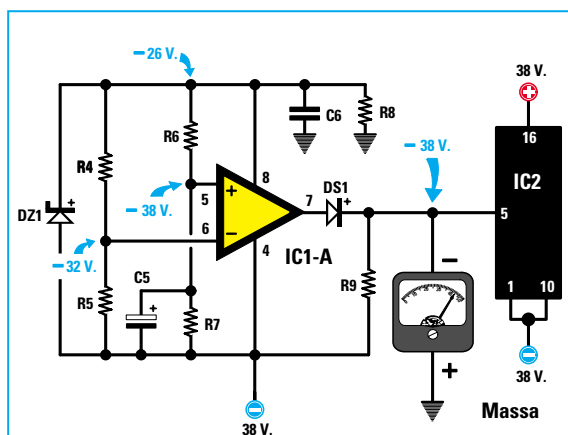 – 26 V.
38 V.
R6
C6
R8
– 38 V.
16
R4
8
DS1
IC2
DZ1
+
– 38 V.
5
+
7
+
5
6
–
– 32 V.
4
IC1-A
–
C5
R9
R5
+
R7
1
10
+
38 V.
38 V.
Massa